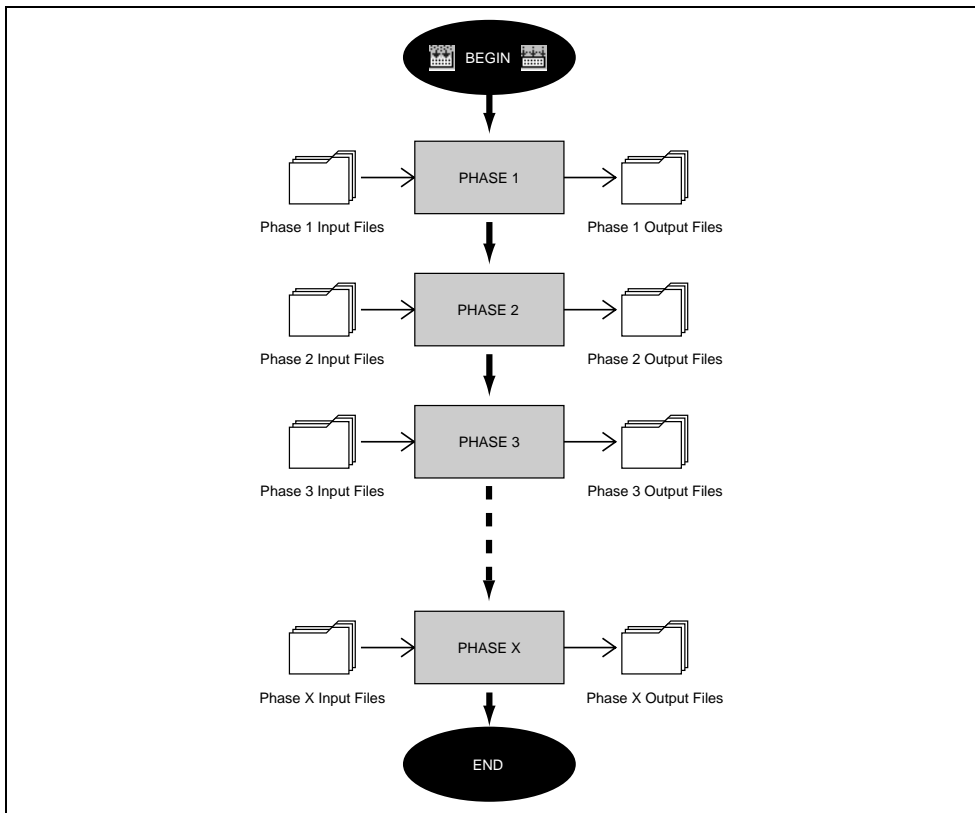 BEGIN
PHASE 1
Phase 1 Input Files
Phase 1 Output Files
PHASE 2
Phase 2 Input Files
Phase 2 Output Files
PHASE 3
Phase 3 Input Files
Phase 3 Output Files
PHASE X
Phase X Input Files
Phase X Output Files
END